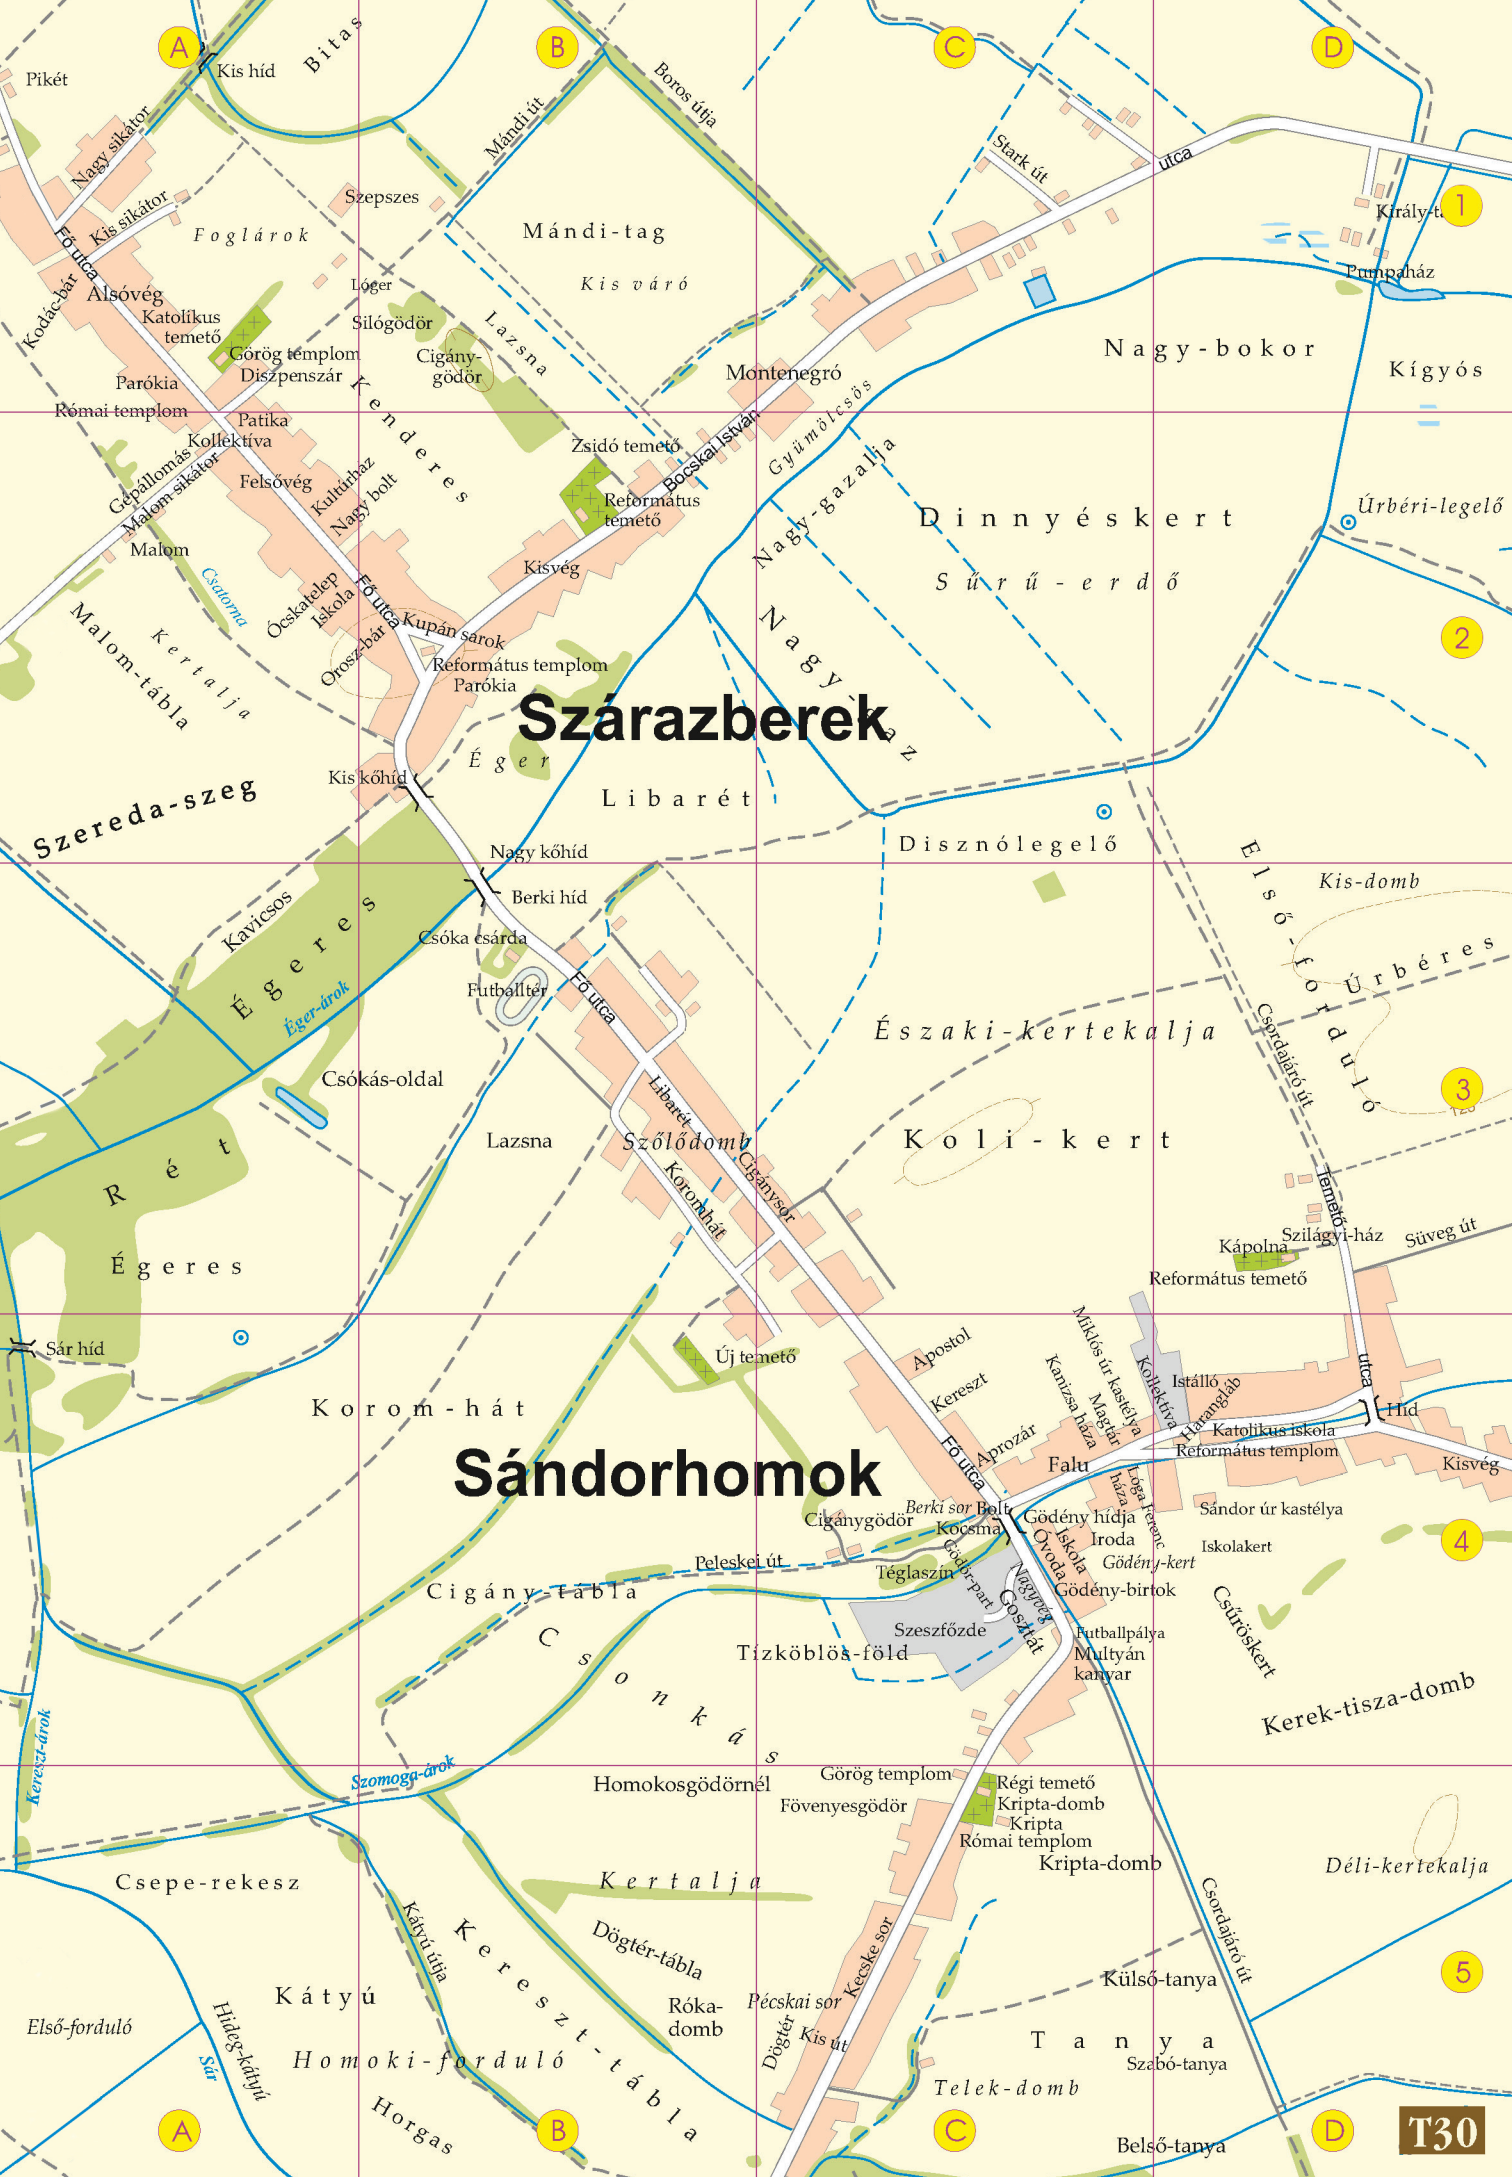 A
B
C
D
Pikét
Kis híd
Bitas
Boros útja
Mándi út
Nagy sikátor
Stark út
utca
Kis sikátor
Szepszes
Foglárok
Mándi-tag
1
Fő utca
Kis váró
Pumpaház
Kodác-bár
Alsóvég
Lóger
Katolikus
temető
Silógödör
Lazsna
Görög templom
Diszpenzár
Cigány-
gödör
Nagy-bokor
Kígyós
Parókia
Montenegró
Kenderes
Római templom
Patika
Kollektíva
Gyümölcsös
Bocskai István
Zsidó temető
Gépállomás
Malom sikátor
Felsővég
Kultúrház
Nagy bolt
Református
temető
Nagy-gazalja
Dinnyéskert
Úrbéri-legelő
Malom
Kisvég
Sűrű-erdő
Csatorna
Ócskatelep
Iskola
Fő utca
Kupán sarok
Orosz-bár
Malom-tábla
Kertalja
Református templom
Parókia
2
Szárazberek
Éger
Kis kőhíd
Szereda-szeg
Libarét
Nagy kőhíd
Disznólegelő
Első-forduló
Kis-domb
Berki híd
Kavicsos
Égeres
Csóka csárda
Úrbéres
Futballtér
Fő utca
Éger-árok
Északi-kertekalja
Csordajáró út
Csókás-oldal
3
Libarét
Lazsna
Szőlődomb
Koli-kert
Rét
Cigánysor
Koromhát
Temető
Szilágyi-ház
Süveg út
Kápolna
Református temető
Égeres
Sár híd
Új temető
Apostol
Kereszt
Miklós úr kastélya
Kanizsa háza
Magtár
Kollektíva
Istálló
Harangláb
utca
Híd
Korom-hát
Katolikus iskola
Református templom
Aprozár
Falu
Fő utca
Kisvég
Sándorhomok
Lóga Ferenc
háza
Sándor úr kastélya
Berki sor
Bolt
Cigánygödör
Kocsma
Gödény hídja
Iroda
Iskola
Óvoda
Iskolakert
4
Peleskei út
Téglaszín
Gödör-part
Gödény-kert
Gödény-birtok
Cigány-tábla
Nagyvég
Gosztát
Csűröskert
Szeszfőzde
Futballpálya
Tízköblös-föld
Multyán
kanyar
Csonkás
Kerek-tisza-domb
Kereszt-árok
Szomoga-árok
Homokosgödörnél
Görög templom
Régi temető
Fövenyesgödör
Kripta-domb
Kripta
Római templom
Kripta-domb
Déli-kertekalja
Csepe-rekesz
Kertalja
Csordajáró út
Kátyú útja
Kereszt-tábla
Dögtér-tábla
Kecske sor
Külső-tanya
5
Kátyú
Róka-
domb
Pécskai sor
Első-forduló
Hideg-kátyú
Sár
Dögtér
Kis út
Tanya
Homoki-forduló
Szabó-tanya
Telek-domb
Horgas
A
B
C
D
Belső-tanya
T30